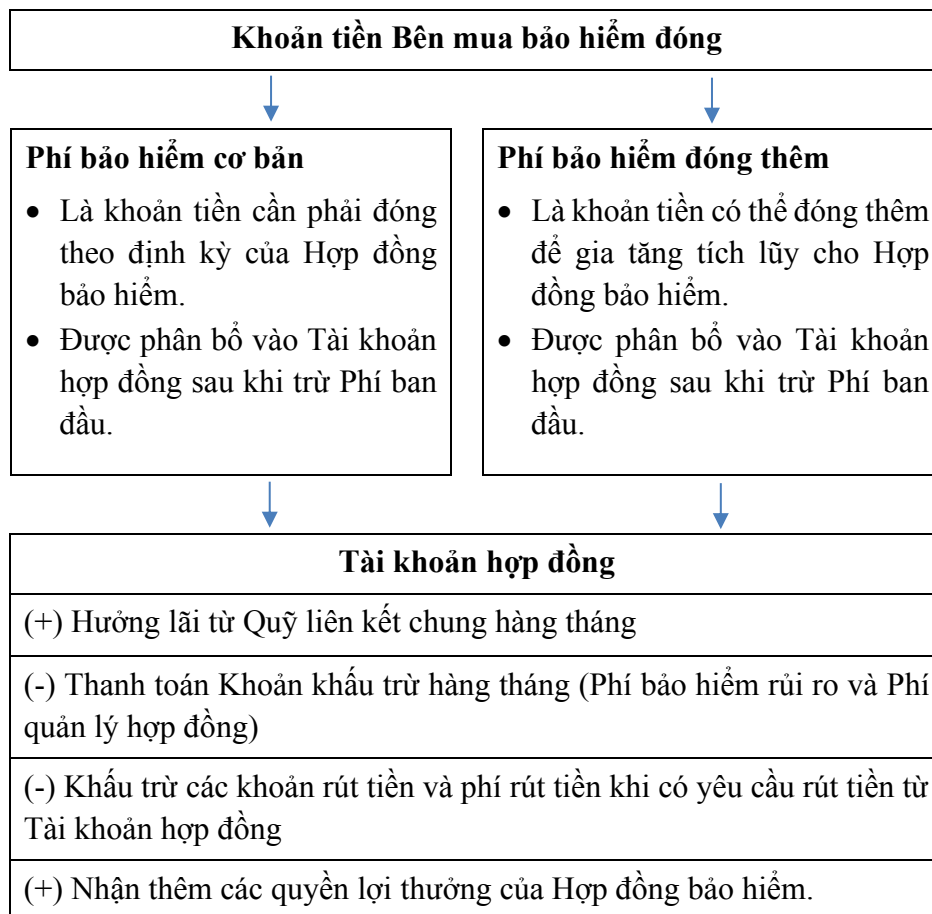 Khoản tiền Bên mua bảo hiểm đóng
Phí bảo hiểm cơ bản
• Là khoản tiền cần phải đóng
theo định kỳ của Hợp đồng
bảo hiểm.
• Được phân bổ vào Tài khoản
hợp đồng sau khi trừ Phí ban
đầu.
Phí bảo hiểm đóng thêm
• Là khoản tiền có thể đóng thêm
để gia tăng tích lũy cho Hợp
đồng bảo hiểm.
• Được phân bổ vào Tài khoản
hợp đồng sau khi trừ Phí ban
đầu.
Tài khoản hợp đồng
(+) Hưởng lãi từ Quỹ liên kết chung hàng tháng
(-) Thanh toán Khoản khấu trừ hàng tháng (Phí bảo hiểm rủi ro và Phí
quản lý hợp đồng)
(-) Khấu trừ các khoản rút tiền và phí rút tiền khi có yêu cầu rút tiền từ
Tài khoản hợp đồng
(+) Nhận thêm các quyền lợi thưởng của Hợp đồng bảo hiểm.